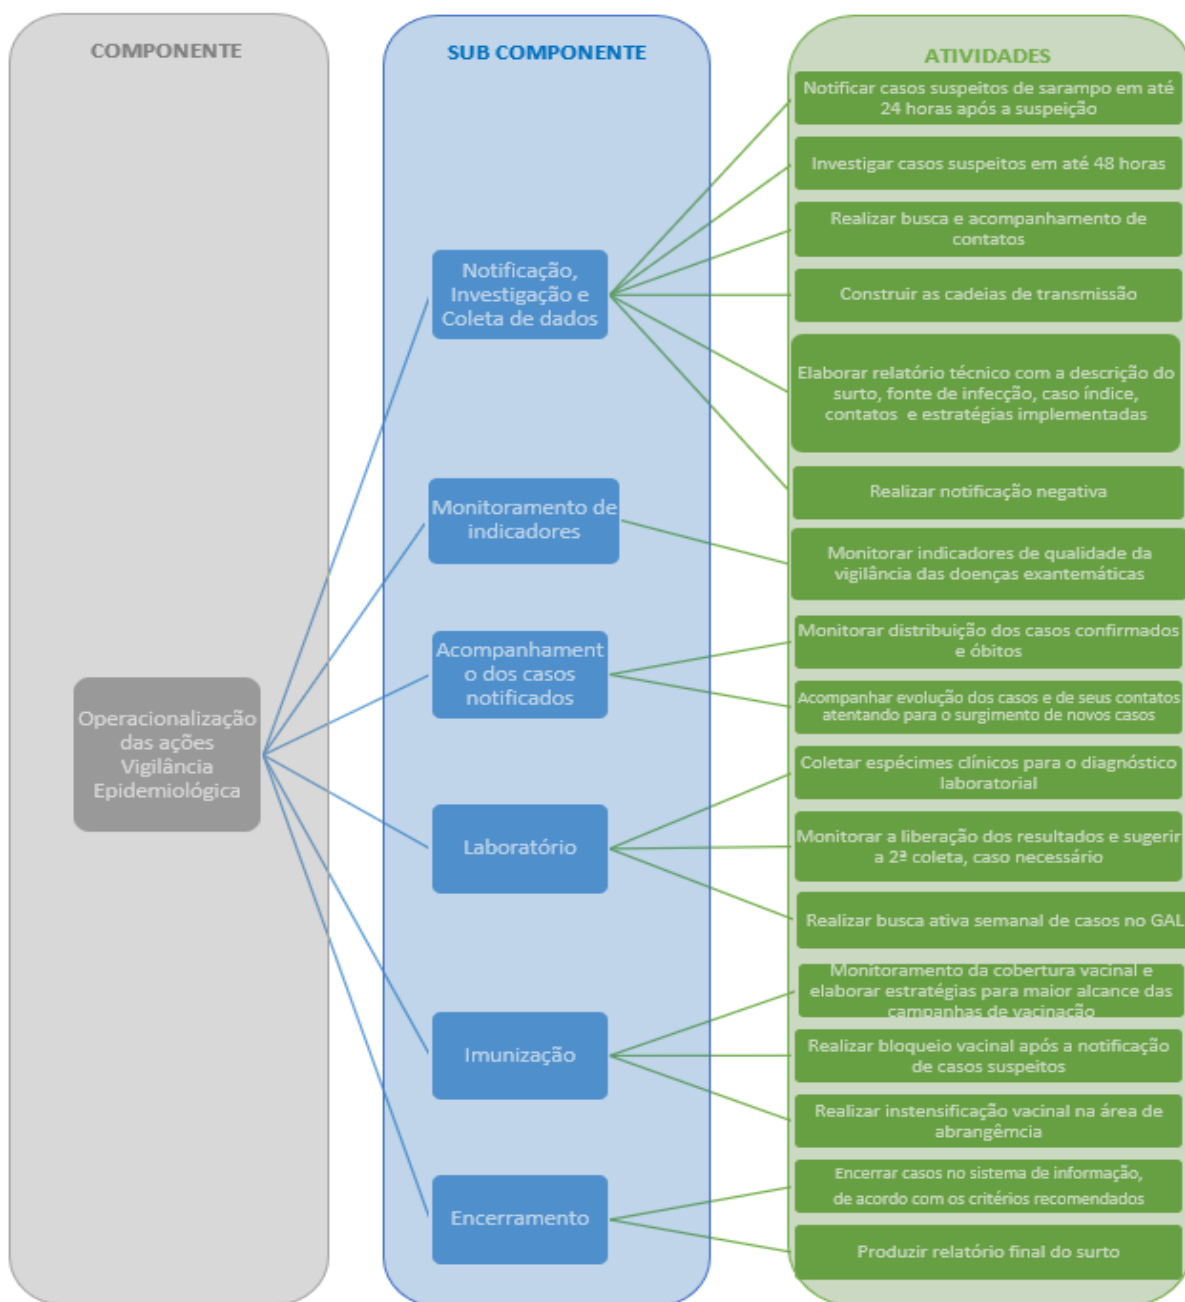 COMPONENTE
Operacionalização
das ações
Vigilância
Epidemiológica
SUB COMPONENTE
Notificação,
Investigação e
Coleta de dados
Monitoramento de
indicadores
Acompanhament
o dos casos
notificados
Laboratório
Imunização
Encerramento
ATIVIDADES
Notificar casos suspeitos de sarampo em até
24 horas após a suspeição
Investigar casos suspeitos em até 48 horas
Realizar busca e acompanhamento de
contatos
Construir as cadeias de transmissão
Elaborar relatório técnico com a descrição do
surto, fonte de infecção, caso índice,
contatos e estratégias implementadas
Realizar notificação negativa
Monitorar indicadores de qualidade da
vigilância das doenças exantemáticas
Monitorar distribuição dos casos confirmados
e óbitos
Acompanhar evolução dos casos e de seus contatos
atentando para o surgimento de novos casos
Coletar espécimes clínicos para o diagnóstico
laboratorial
Monitorar a liberação dos resultados e sugerir
a 2ª coleta, caso necessário
Realizar busca ativa semanal de casos no GAL
Monitoramento da cobertura vacinal e
elaborar estratégias para maior alcance das
campanhas de vacinação
Realizar bloqueio vacinal após a notificação
de casos suspeitos
Realizar instensificação vacinal na área de
abrangêmcia
Encerrar casos no sistema de informação,
de acordo com os critérios recomendados
Produzir relatório final do surto